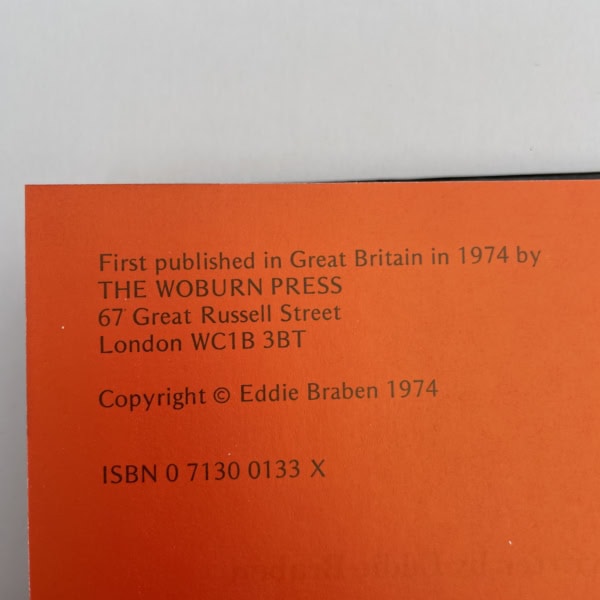 First published in Great Britain in 1974 by
THE WOBURN PRESS
67 Great Russell Street
London WC1B 3BT
Copyright © Eddie Braben 1974
ISBN 0 7130 0133 X